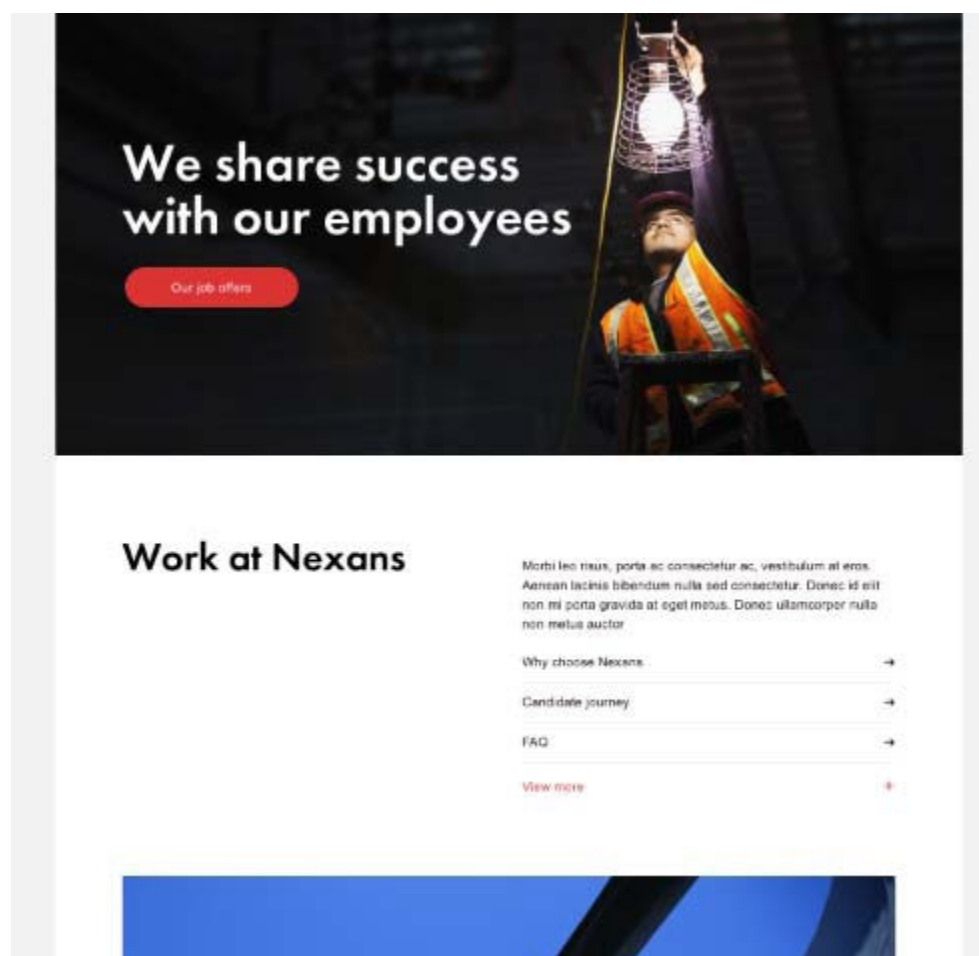 We share success
with our employees
Our job offers
Work at Nexans
Morbi leo risus, porta ac consectetur ac, vestibulum at eros.
Aenean lacinis bibendum nulla sed consectetur. Donec id elit
non mi porta gravida at eget metus. Donec ullamcorper nulla
non metus auctor
Why choose Nexans
Candidate journey
FAQ
View more